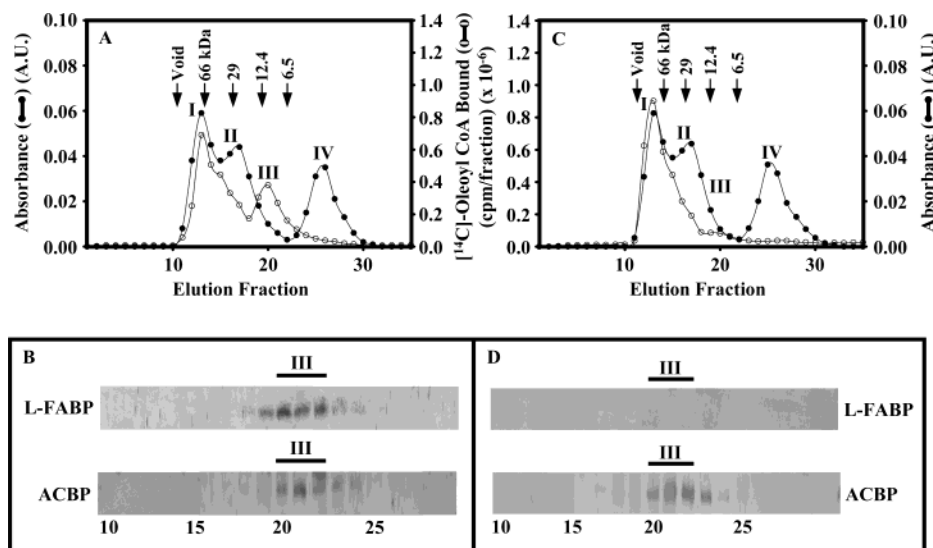 A
Absorbance (●—●) (A.U.)
0.10
0.08
0.06
0.04
0.02
0.00
Void
66 kDa
29
12.4
6.5
I
II
III
IV
1.4
1.2
1.0
0.8
0.6
0.4
0.2
0.0
10
20
30
Elution Fraction
[¹⁴C]-Oleoyl CoA Bound (o—o)
(cpm/fraction) (x 10⁻⁶)
C
1.4
1.2
1.0
0.8
0.6
0.4
0.2
0.0
Void
66 kDa
29
12.4
6.5
I
II
III
IV
0.10
0.08
0.06
0.04
0.02
0.00
Absorbance (●—●) (A.U.)
10
20
30
Elution Fraction
B
III
L-FABP
III
ACBP
10 15 20 25
D
III
L-FABP
III
ACBP
10 15 20 25